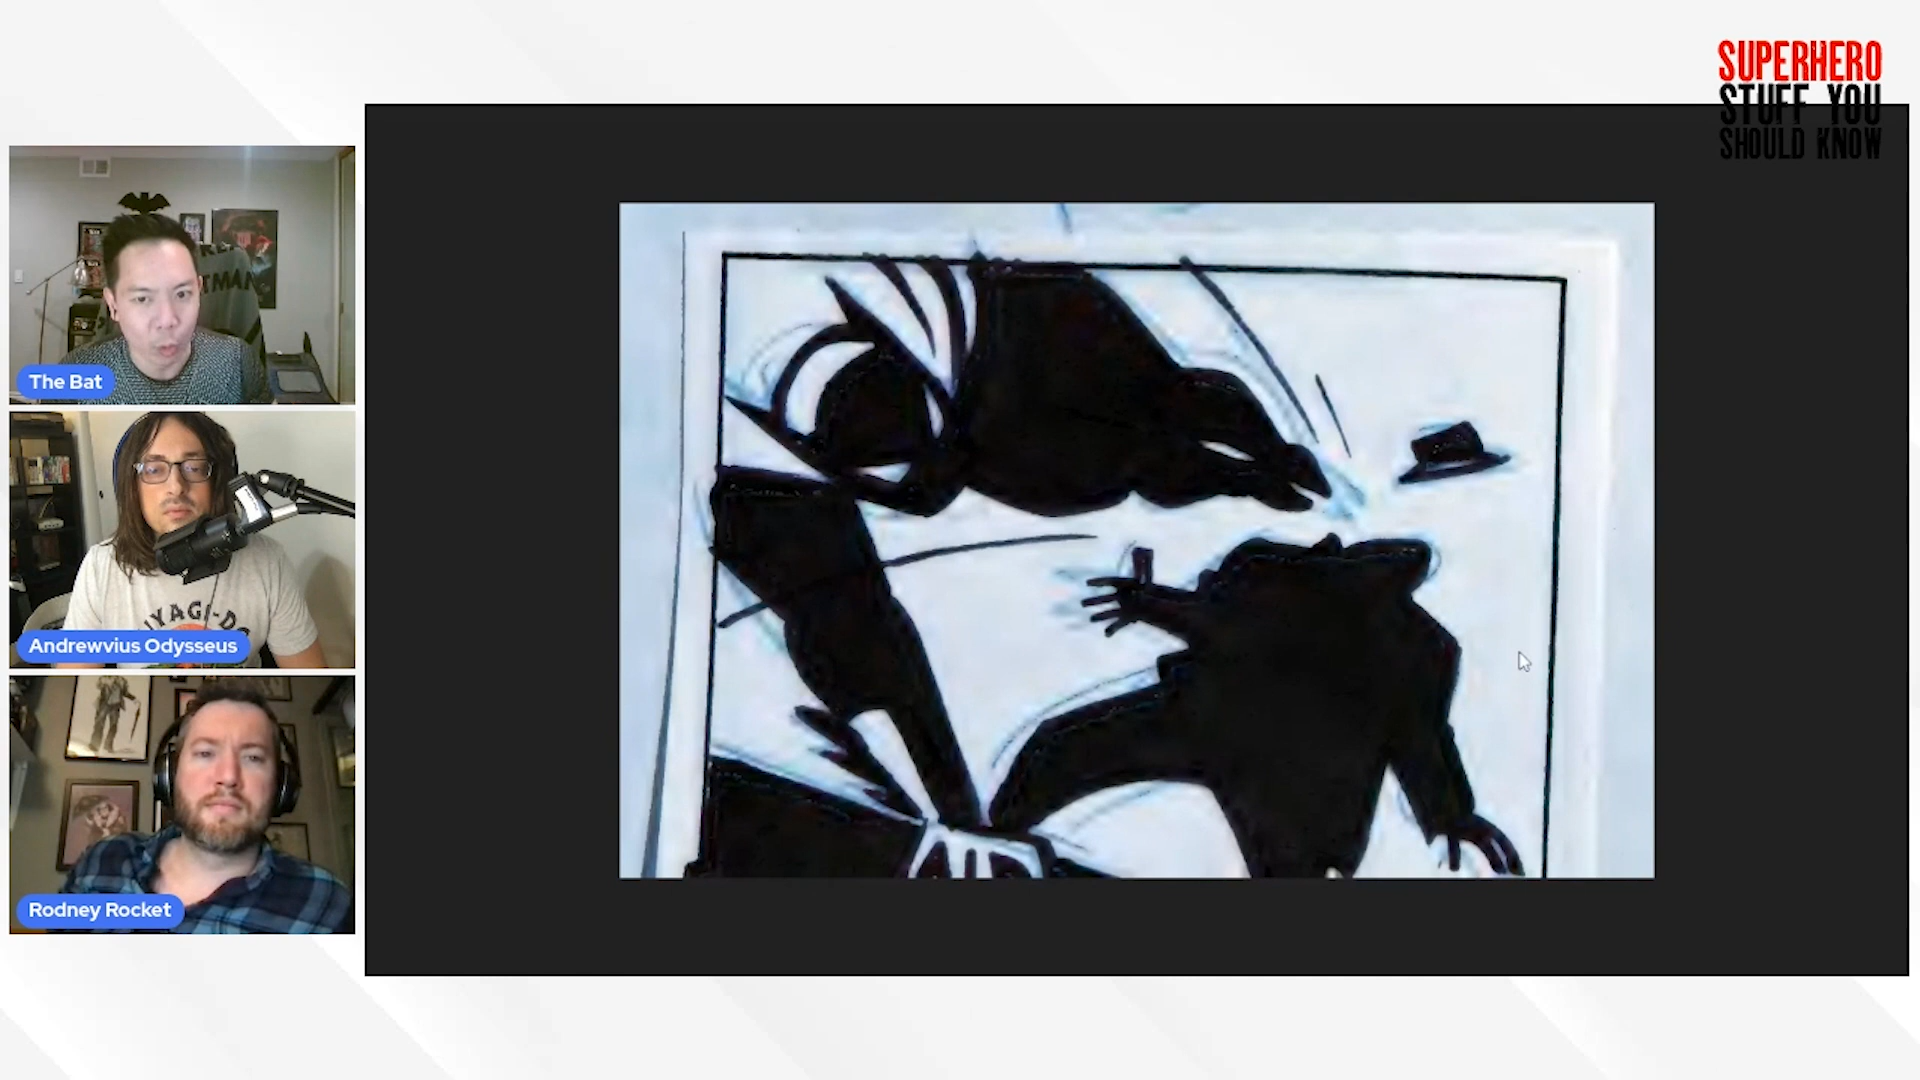 SUPERHERO
STUFF YOU
SHOULD KNOW
The Bat
Andrewvius Odysseus
Rodney Rocket